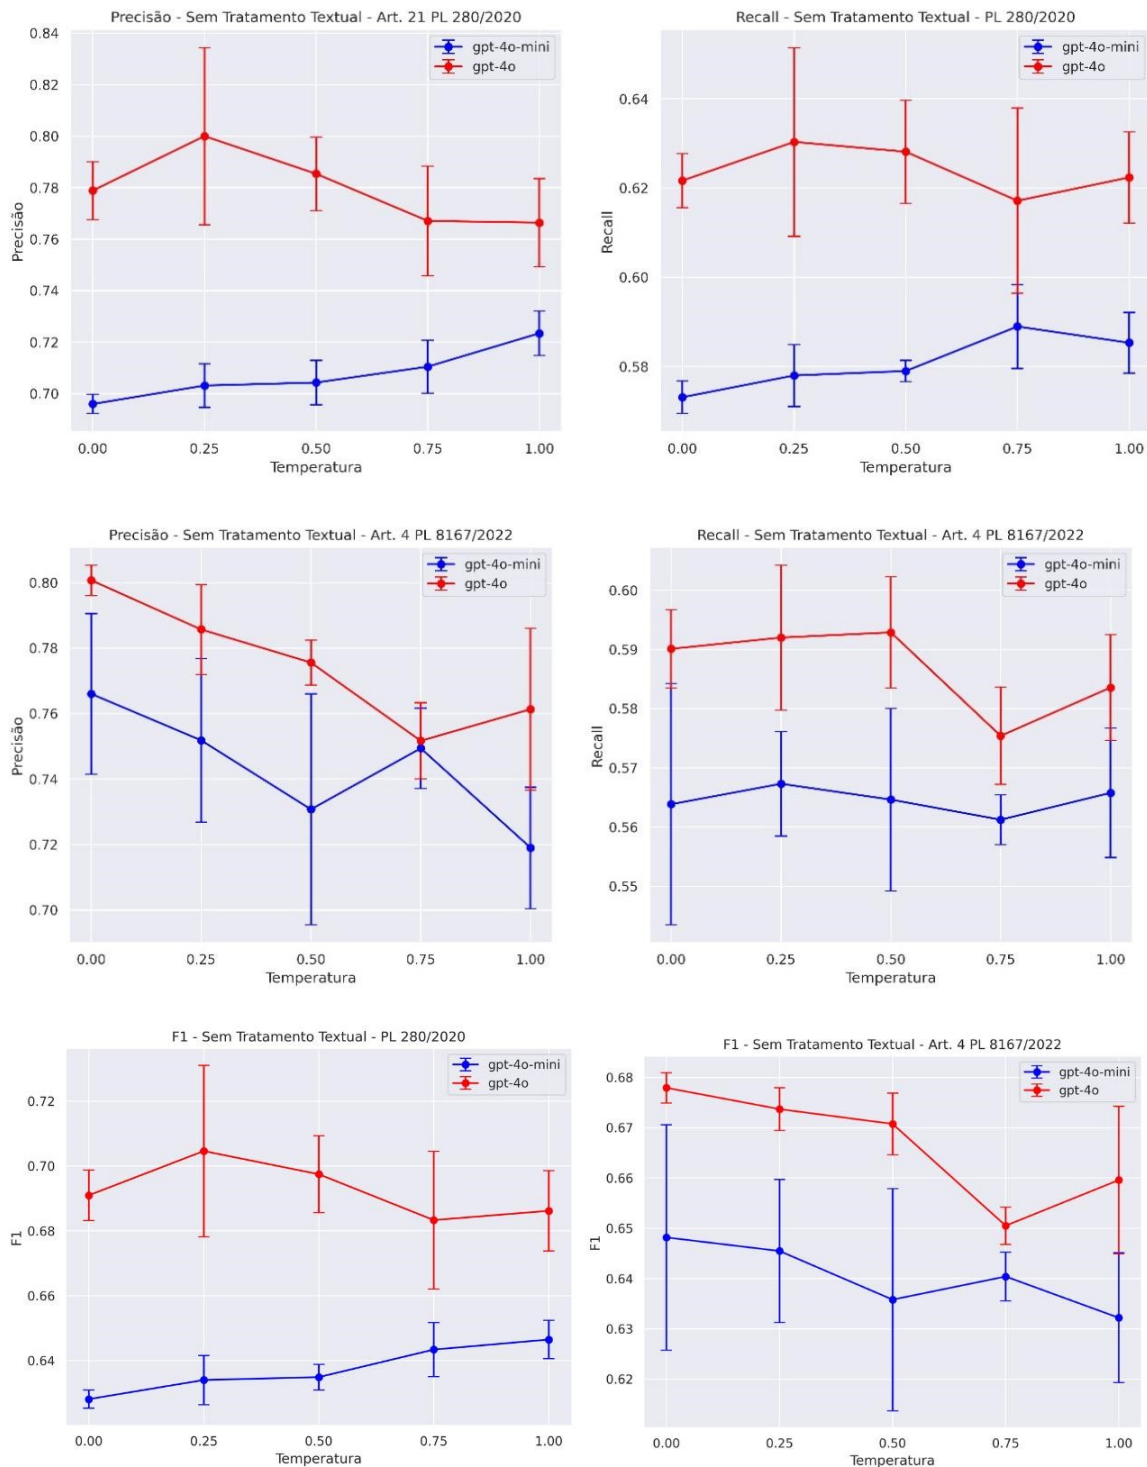 Precisão - Sem Tratamento Textual - Art. 21 PL 280/2020
gpt-4o-mini
gpt-4o
0.84
0.82
0.80
0.78
0.76
0.74
0.72
0.70
Precisão
0.00 0.25 0.50 0.75 1.00
Temperatura
Recall - Sem Tratamento Textual - PL 280/2020
gpt-4o-mini
gpt-4o
0.64
0.62
0.60
0.58
Recall
0.00 0.25 0.50 0.75 1.00
Temperatura
Precisão - Sem Tratamento Textual - Art. 4 PL 8167/2022
gpt-4o-mini
gpt-4o
0.80
0.78
0.76
0.74
0.72
0.70
Precisão
0.00 0.25 0.50 0.75 1.00
Temperatura
Recall - Sem Tratamento Textual - Art. 4 PL 8167/2022
gpt-4o-mini
gpt-4o
0.60
0.59
0.58
0.57
0.56
0.55
Recall
0.00 0.25 0.50 0.75 1.00
Temperatura
F1 - Sem Tratamento Textual - PL 280/2020
gpt-4o-mini
gpt-4o
0.72
0.70
0.68
0.66
0.64
F1
0.00 0.25 0.50 0.75 1.00
Temperatura
F1 - Sem Tratamento Textual - Art. 4 PL 8167/2022
gpt-4o-mini
gpt-4o
0.68
0.67
0.66
0.65
0.64
0.63
0.62
F1
0.00 0.25 0.50 0.75 1.00
Temperatura